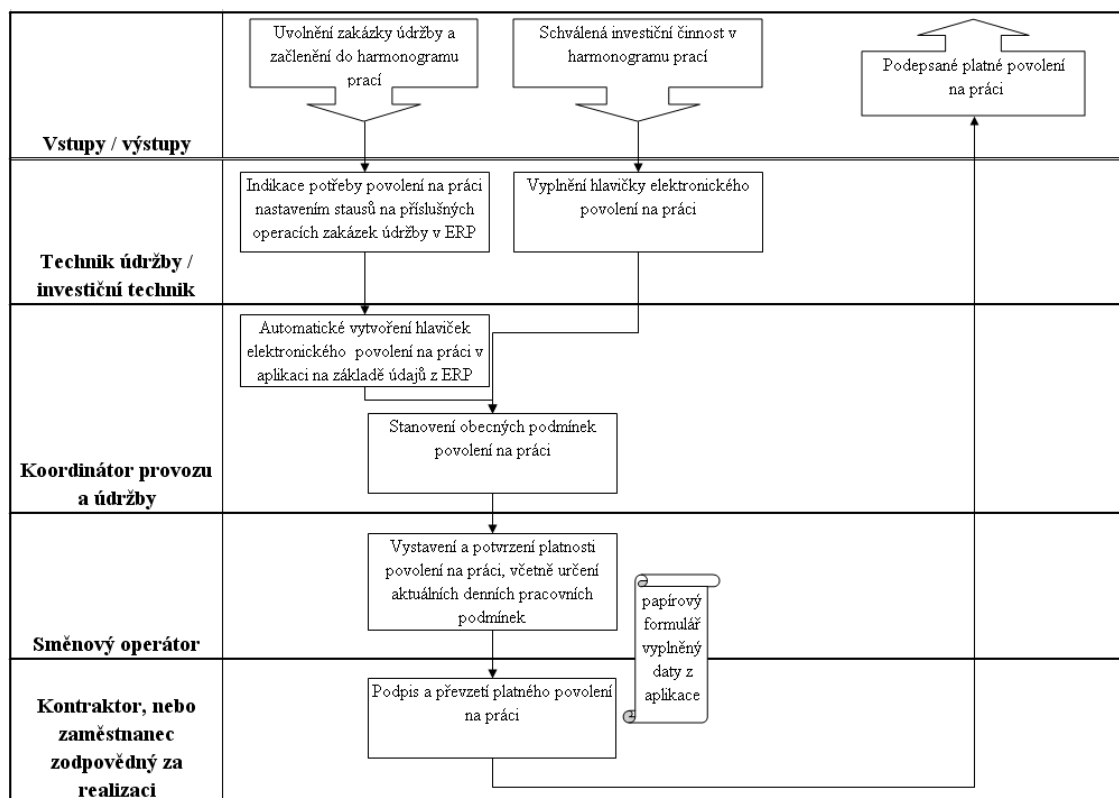 Uvolnění zakázky údržby a
začlenění do harmonogramu
prací
Schválená investiční činnost v
harmonogramu prací
Podepsané platné povolení
na práci
Vstupy / výstupy
Indikace potřeby povolení na práci
nastavením stausů na příslušných
operacích zakázek údržby v ERP
Vyplnění hlavičky elektronického
povolení na práci
Technik údržby /
investiční technik
Automatické vytvoření hlaviček
elektronického povolení na práci v
aplikaci na základě údajů z ERP
Stanovení obecných podmínek
povolení na práci
Koordinátor provozu
a údržby
Vystavení a potvrzení platnosti
povolení na práci, včetně určení
aktuálních denních pracovních
podmínek
Směnový operátor
papírový
formulář
vyplněný
daty z
aplikace
Podpis a převzetí platného povolení
na práci
Kontraktor, nebo
zaměstnanec
zodpovědný za
realizaci